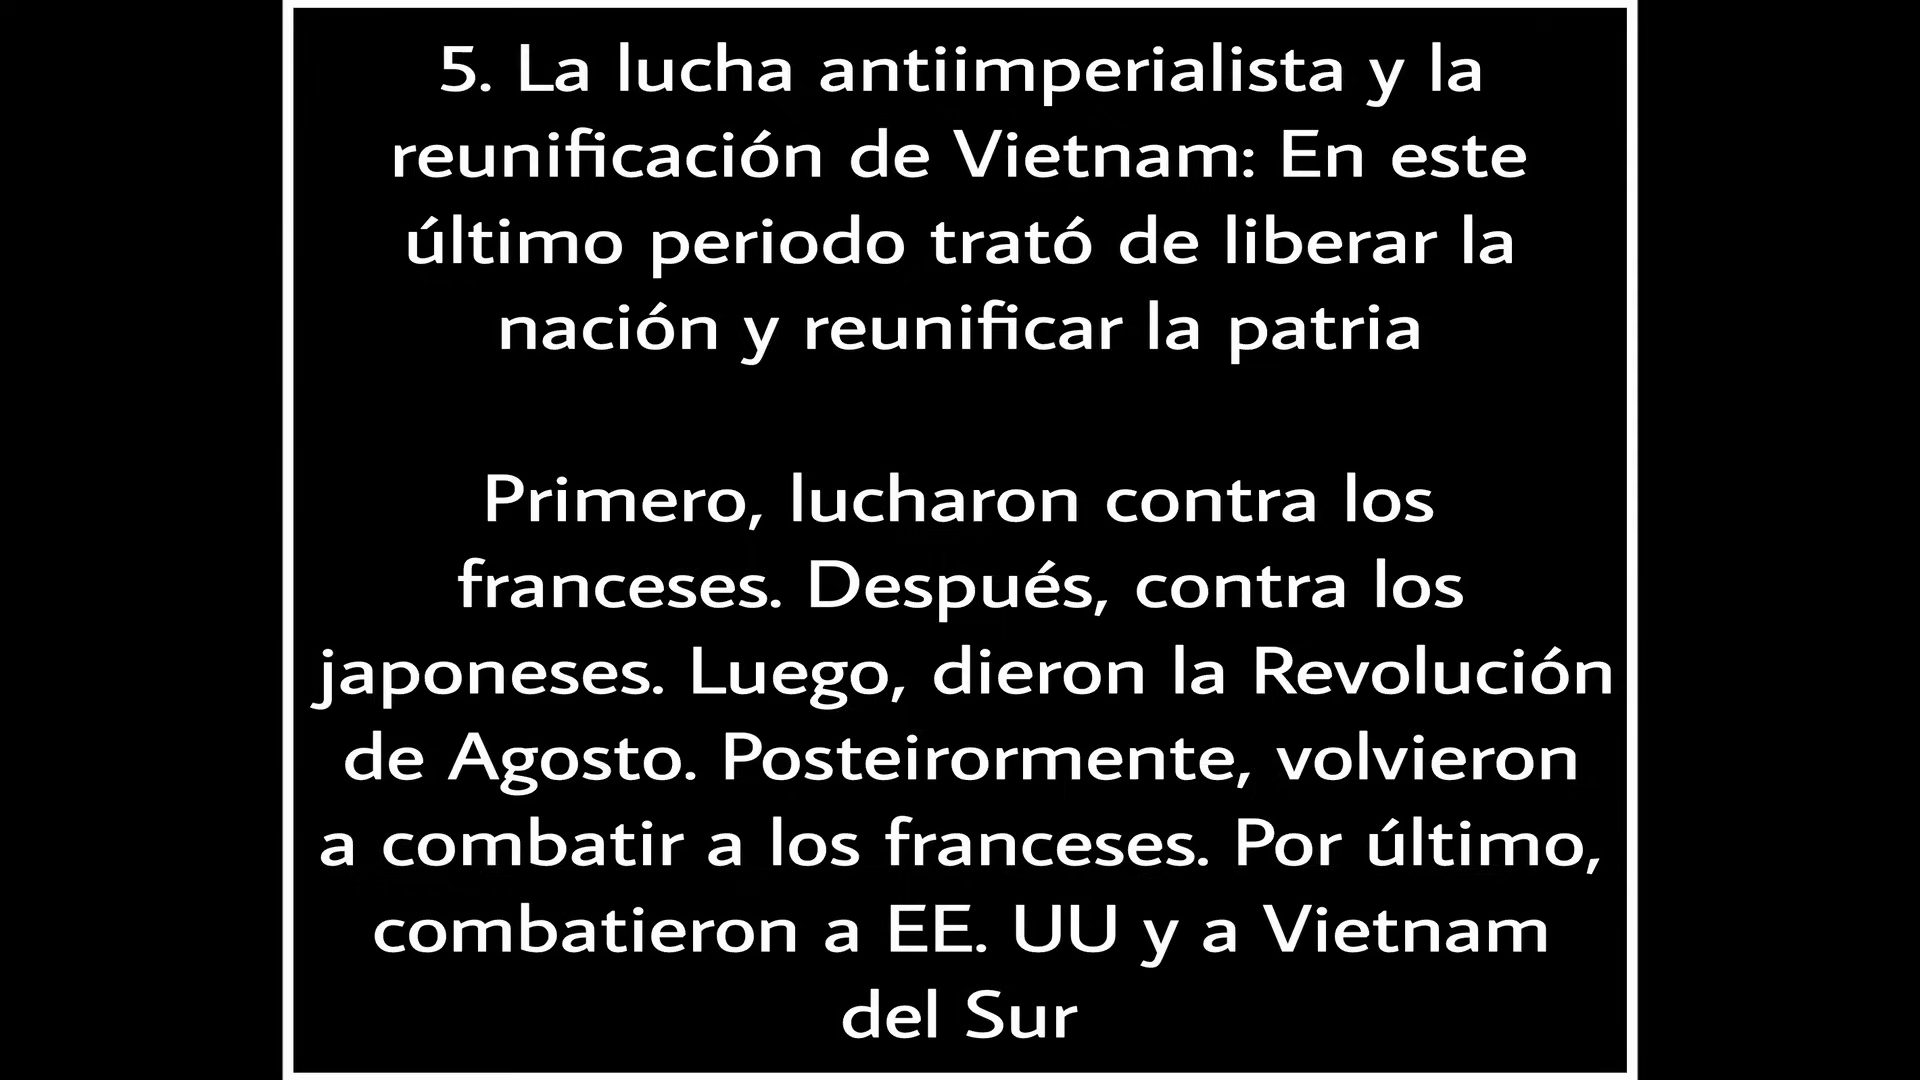 5. La lucha antiimperialista y la
reunificación de Vietnam: En este
último periodo trató de liberar la
nación y reunificar la patria
Primero, lucharon contra los
franceses. Después, contra los
japoneses. Luego, dieron la Revolución
de Agosto. Posteirormente, volvieron
a combatir a los franceses. Por último,
combatieron a EE. UU y a Vietnam
del Sur